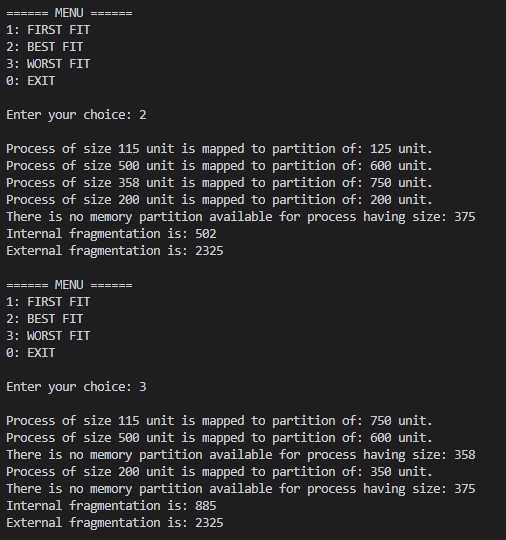 ====== MENU ======
1: FIRST FIT
2: BEST FIT
3: WORST FIT
0: EXIT
Enter your choice: 2
Process of size 115 unit is mapped to partition of: 125 unit.
Process of size 500 unit is mapped to partition of: 600 unit.
Process of size 358 unit is mapped to partition of: 750 unit.
Process of size 200 unit is mapped to partition of: 200 unit.
There is no memory partition available for process having size: 375
Internal fragmentation is: 502
External fragmentation is: 2325
====== MENU ======
1: FIRST FIT
2: BEST FIT
3: WORST FIT
0: EXIT
Enter your choice: 3
Process of size 115 unit is mapped to partition of: 750 unit.
Process of size 500 unit is mapped to partition of: 600 unit.
There is no memory partition available for process having size: 358
Process of size 200 unit is mapped to partition of: 350 unit.
There is no memory partition available for process having size: 375
Internal fragmentation is: 885
External fragmentation is: 2325